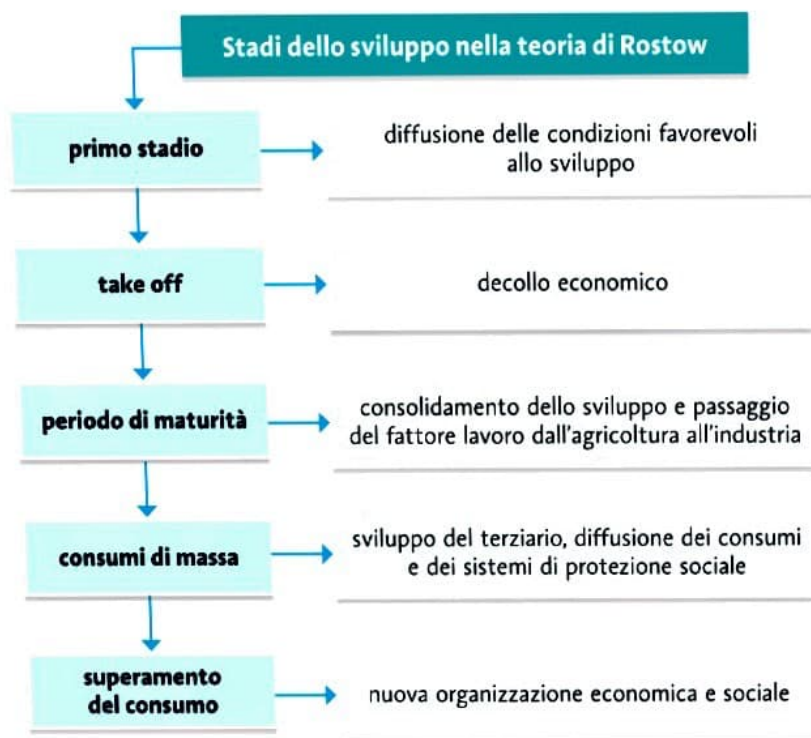 Stadi dello sviluppo nella teoria di Rostow
primo stadio
diffusione delle condizioni favorevoli
allo sviluppo
take off
decollo economico
periodo di maturità
consolidamento dello sviluppo e passaggio
del fattore lavoro dall'agricoltura all'industria
consumi di massa
sviluppo del terziario, diffusione dei consumi
e dei sistemi di protezione sociale
superamento
del consumo
nuova organizzazione economica e sociale